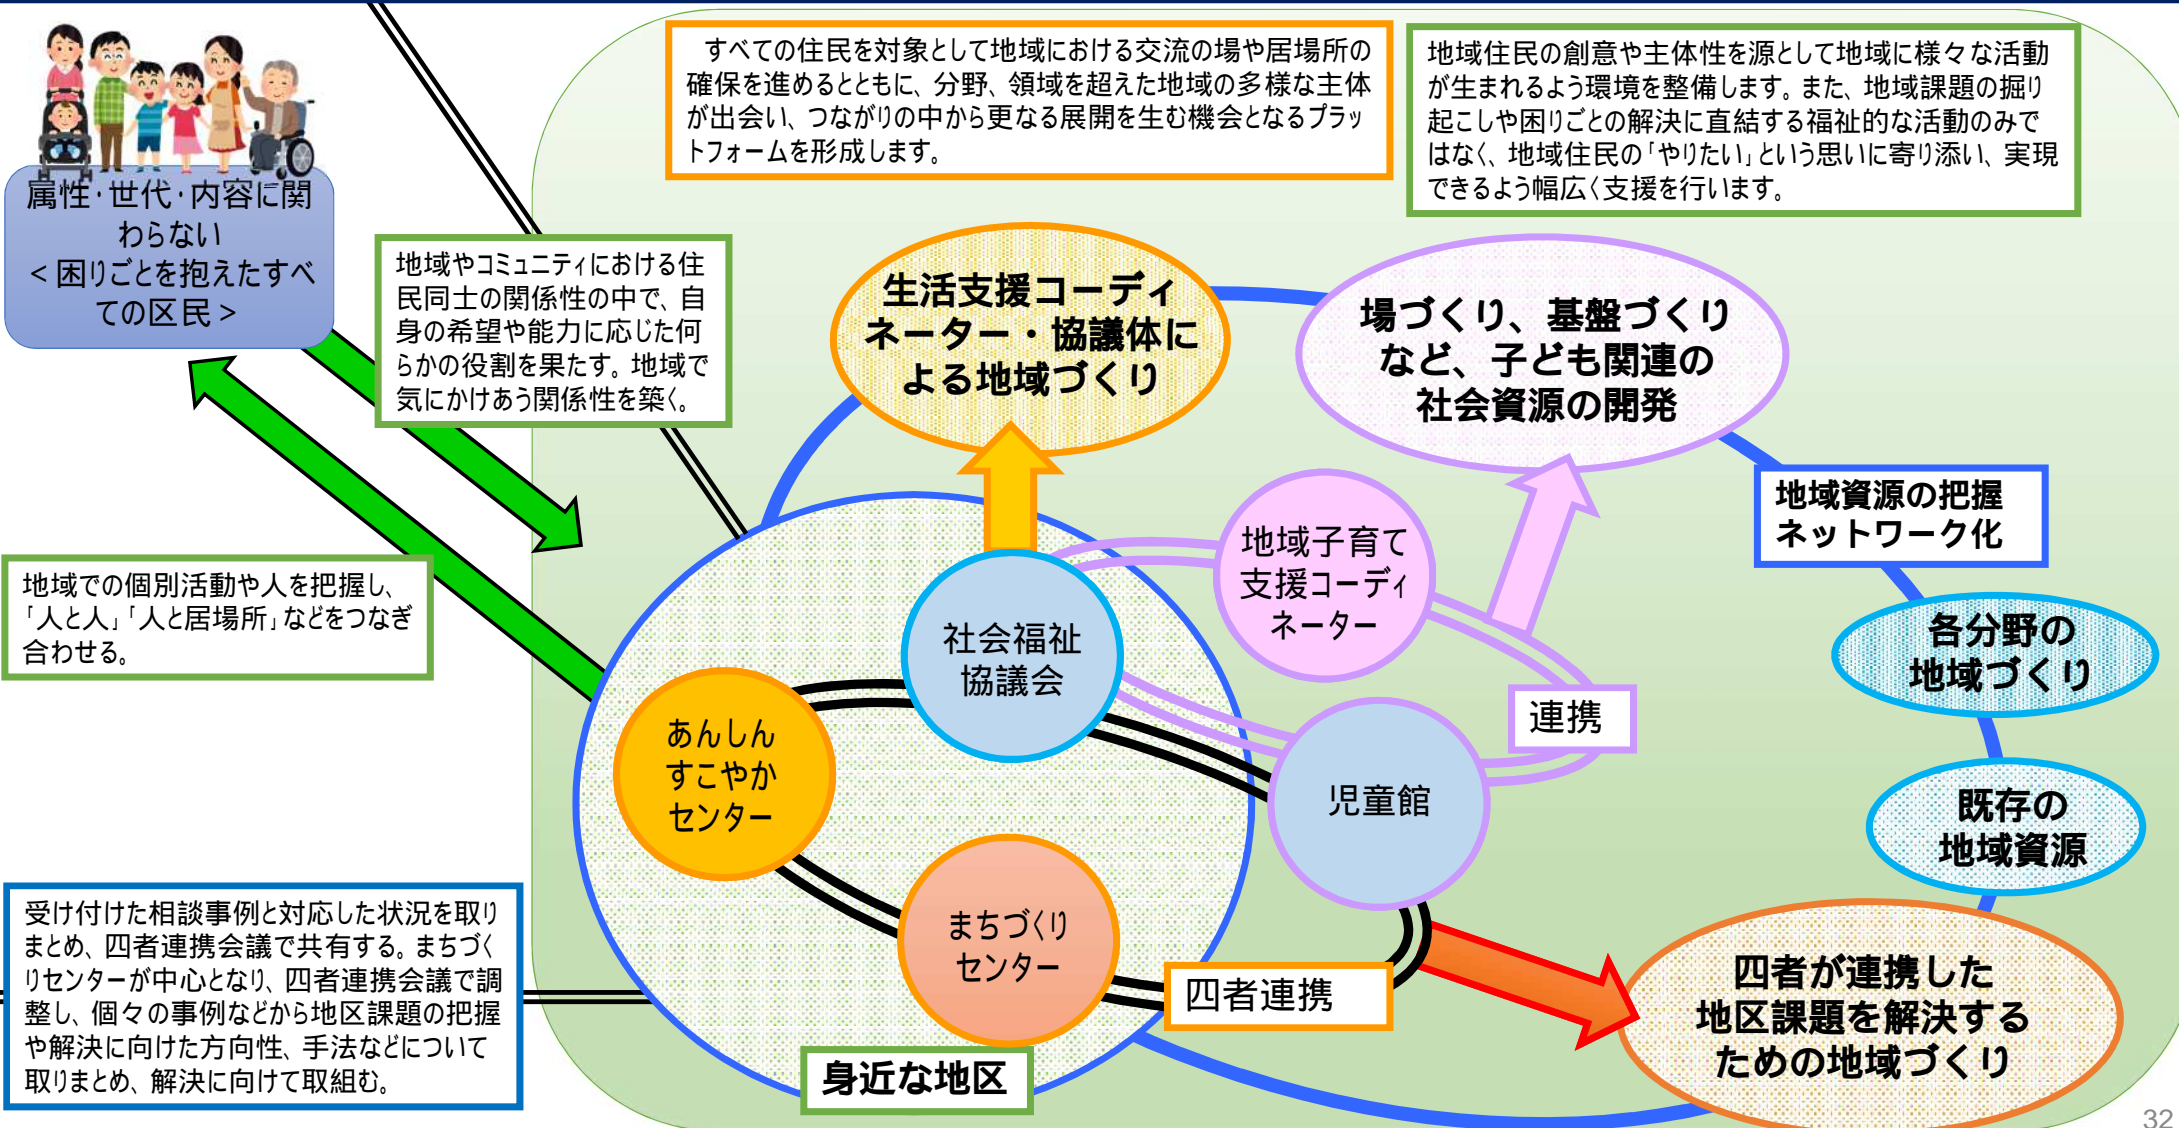 すべての住民を対象として地域における交流の場や居場所の
確保を進めるとともに、分野、領域を超えた地域の多様な主体
が出会い、つながりの中から更なる展開を生む機会となるプラッ
トフォームを形成します。
地域住民の創意や主体性を源として地域に様々な活動
が生まれるよう環境を整備します。また、地域課題の掘り
起こしや困りごとの解決に直結する福祉的な活動のみで
はなく、地域住民の「やりたい」という思いに寄り添い、実現
できるよう幅広く支援を行います。
属性・世代・内容に関
わらない
<困りごとを抱えたすべ
ての区民>
地域やコミュニティにおける住
民同士の関係性の中で、自
身の希望や能力に応じた何
らかの役割を果たす。地域で
気にかけあう関係性を築く。
生活支援コーディ
ネーター・協議体に
よる地域づくり
場づくり、基盤づくり
など、子ども関連の
社会資源の開発
地域資源の把握
ネットワーク化
地域子育て
支援コーディ
ネーター
地域での個別活動や人を把握し、
「人と人」「人と居場所」などをつなぎ
合わせる。
社会福祉
協議会
各分野の
地域づくり
連携
あんしん
すこやか
センター
児童館
既存の
地域資源
受け付けた相談事例と対応した状況を取り
まとめ、四者連携会議で共有する。まちづく
りセンターが中心となり、四者連携会議で調
整し、個々の事例などから地区課題の把握
や解決に向けた方向性、手法などについて
取りまとめ、解決に向けて取組む。
まちづくり
センター
四者連携
四者が連携した
地区課題を解決する
ための地域づくり
身近な地区
32